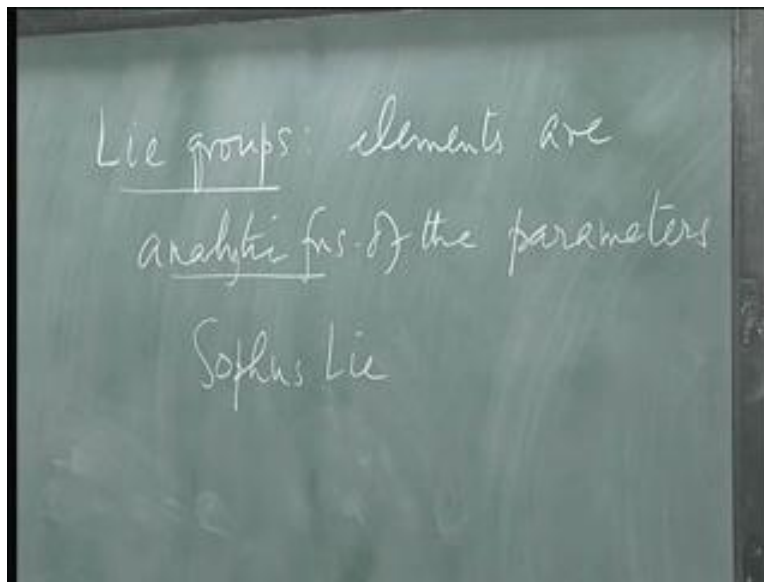 Lie groups: elements are
analytic fns. of the parameters
Sophus Lie